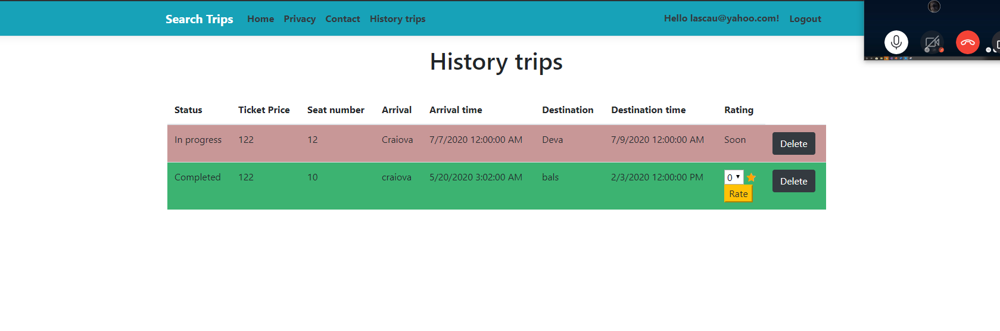 Search Trips Home Privacy Contact History trips Hello lascau@yahoo.com! Logout
History trips
Status Ticket Price Seat number Arrival Arrival time Destination Destination time Rating
In progress 122 12 Craiova 7/7/2020 12:00:00 AM Deva 7/9/2020 12:00:00 AM Soon Delete
Completed 122 10 craiova 5/20/2020 3:02:00 AM bals 2/3/2020 12:00:00 PM 0 Delete
Rate